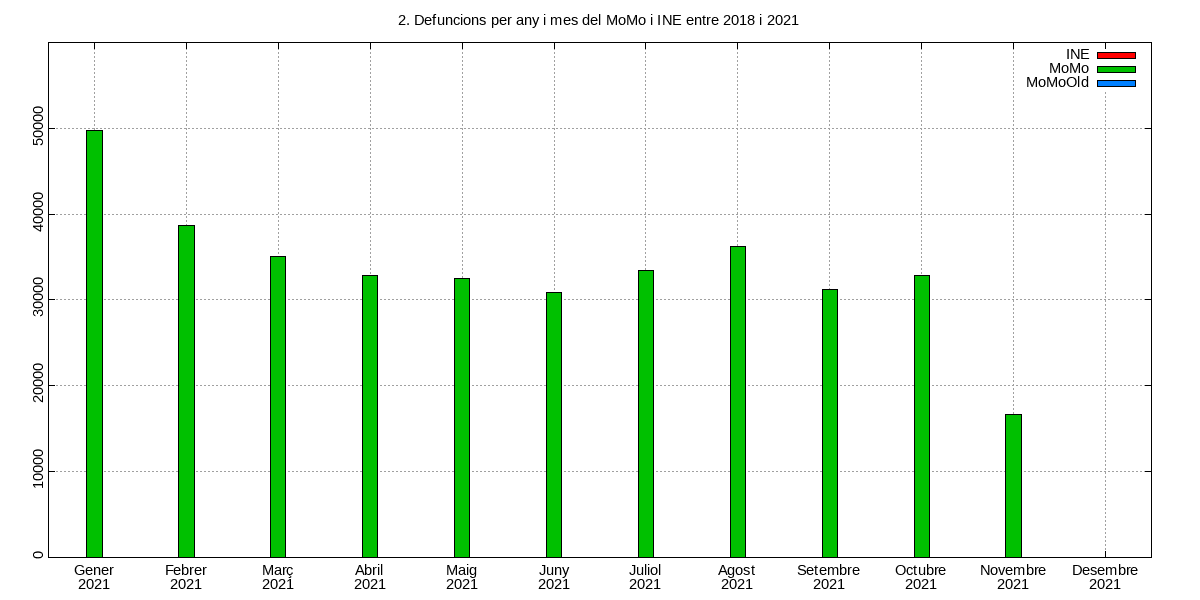 2. Defuncions per any i mes del MoMo i INE entre 2018 i 2021
INE
MoMo
MoMoOld
50000
40000
30000
20000
10000
0
Gener Febrer Març Abril Maig Juny Juliol Agost Setembre Octubre Novembre Desembre
2021 2021 2021 2021 2021 2021 2021 2021 2021 2021 2021 2021